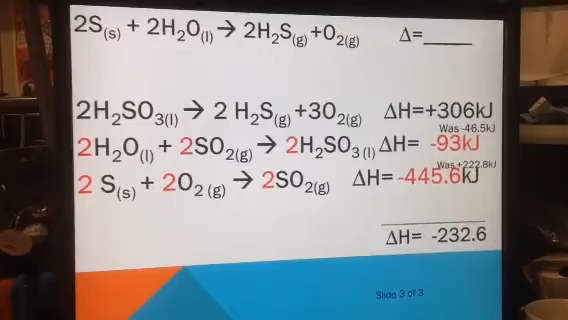 2S(s) + 2H₂O(l) → 2H₂S(g) +O₂(g) Δ=_____
2H₂SO₃(l) → 2 H₂S(g) +3O₂(g) ΔH=+306kJ
Was -46.5kJ
2H₂O(l) + 2SO₂(g) → 2H₂SO₃ (l) ΔH= -93kJ
Was +222.8kJ
2 S(s) + 2O₂ (g) → 2SO₂(g) ΔH= -445.6kJ
ΔH= -232.6
Slide 3 of 3